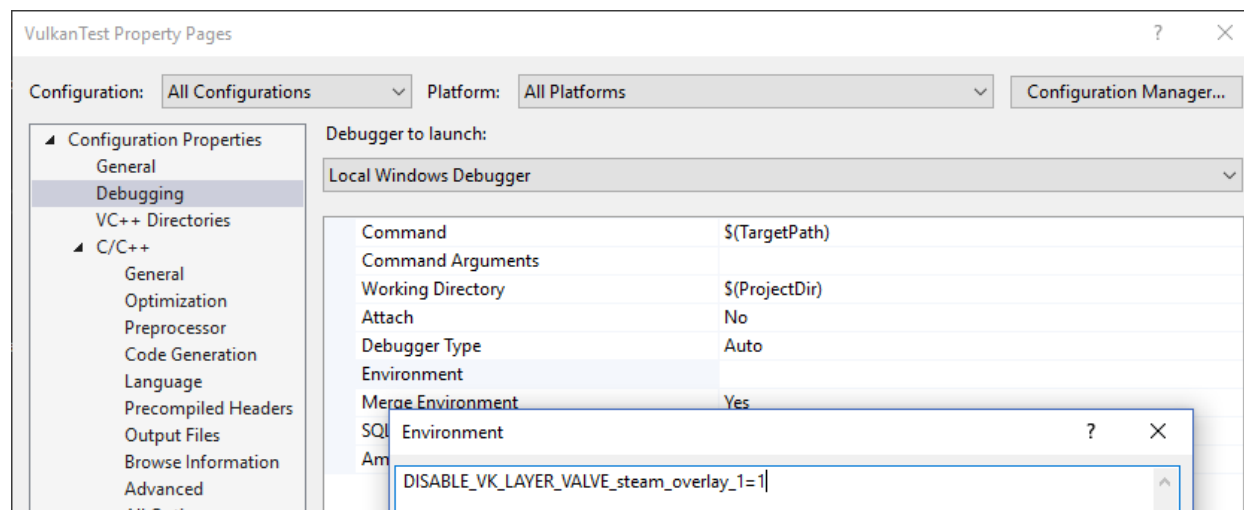 VulkanTest Property Pages
?
Configuration: All Configurations Platform: All Platforms Configuration Manager...
Configuration Properties
General
Debugging
VC++ Directories
C/C++
General
Optimization
Preprocessor
Code Generation
Language
Precompiled Headers
Output Files
Browse Information
Advanced
Debugger to launch:
Local Windows Debugger
Command $(TargetPath)
Command Arguments
Working Directory $(ProjectDir)
Attach No
Debugger Type Auto
Environment
Merge Environment Yes
SQL
Am
Environment ?
DISABLE_VK_LAYER_VALVE_steam_overlay_1=1